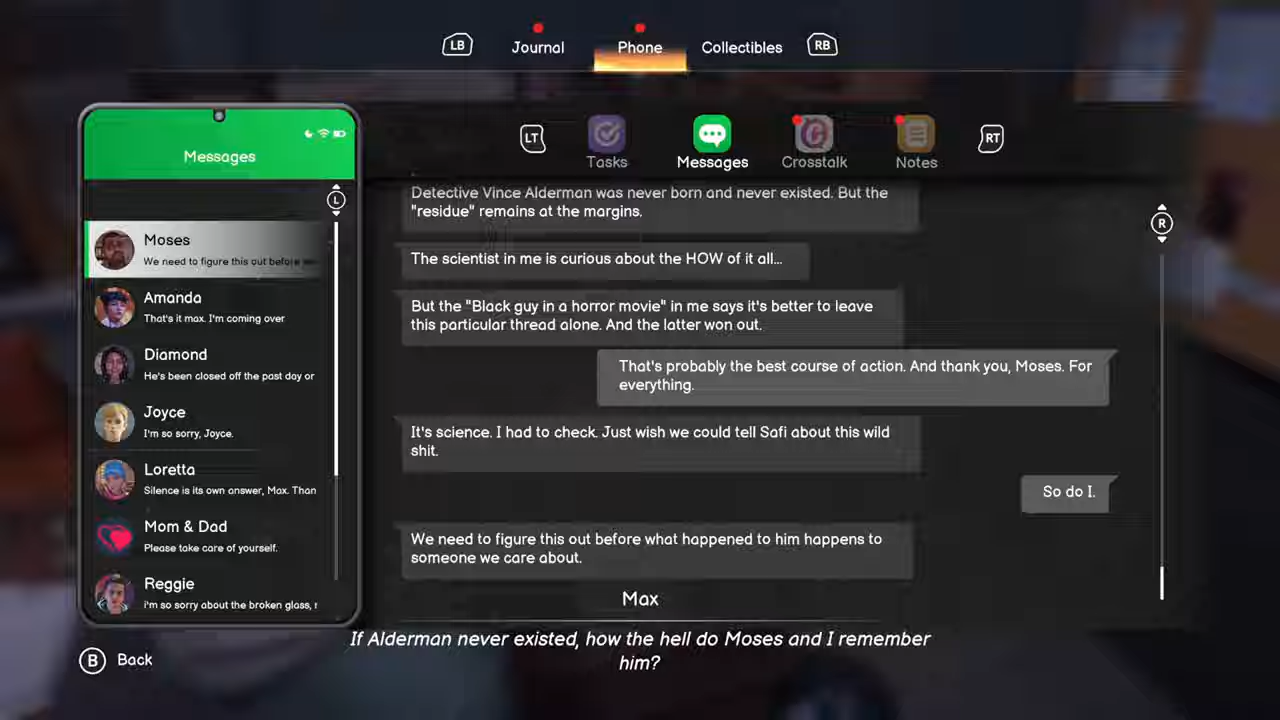 LB
Journal
Phone
Collectibles
RB
Messages
L
Moses
We need to figure this out before
Amanda
That's it max. I'm coming over
Diamond
He's been closed off the past day or
Joyce
I'm so sorry, Joyce.
Loretta
Silence is its own answer, Max. Than
Mom & Dad
Please take care of yourself.
Reggie
i'm so sorry about the broken glass,
LT
Tasks
Messages
Crosstalk
Notes
RT
R
Detective Vince Alderman was never born and never existed. But the
"residue" remains at the margins.
The scientist in me is curious about the HOW of it all...
But the "Black guy in a horror movie" in me says it's better to leave
this particular thread alone. And the latter won out.
That's probably the best course of action. And thank you, Moses. For
everything.
It's science. I had to check. Just wish we could tell Safi about this wild
shit.
So do I.
We need to figure this out before what happened to him happens to
someone we care about.
Max
If Alderman never existed, how the hell do Moses and I remember
him?
B
Back